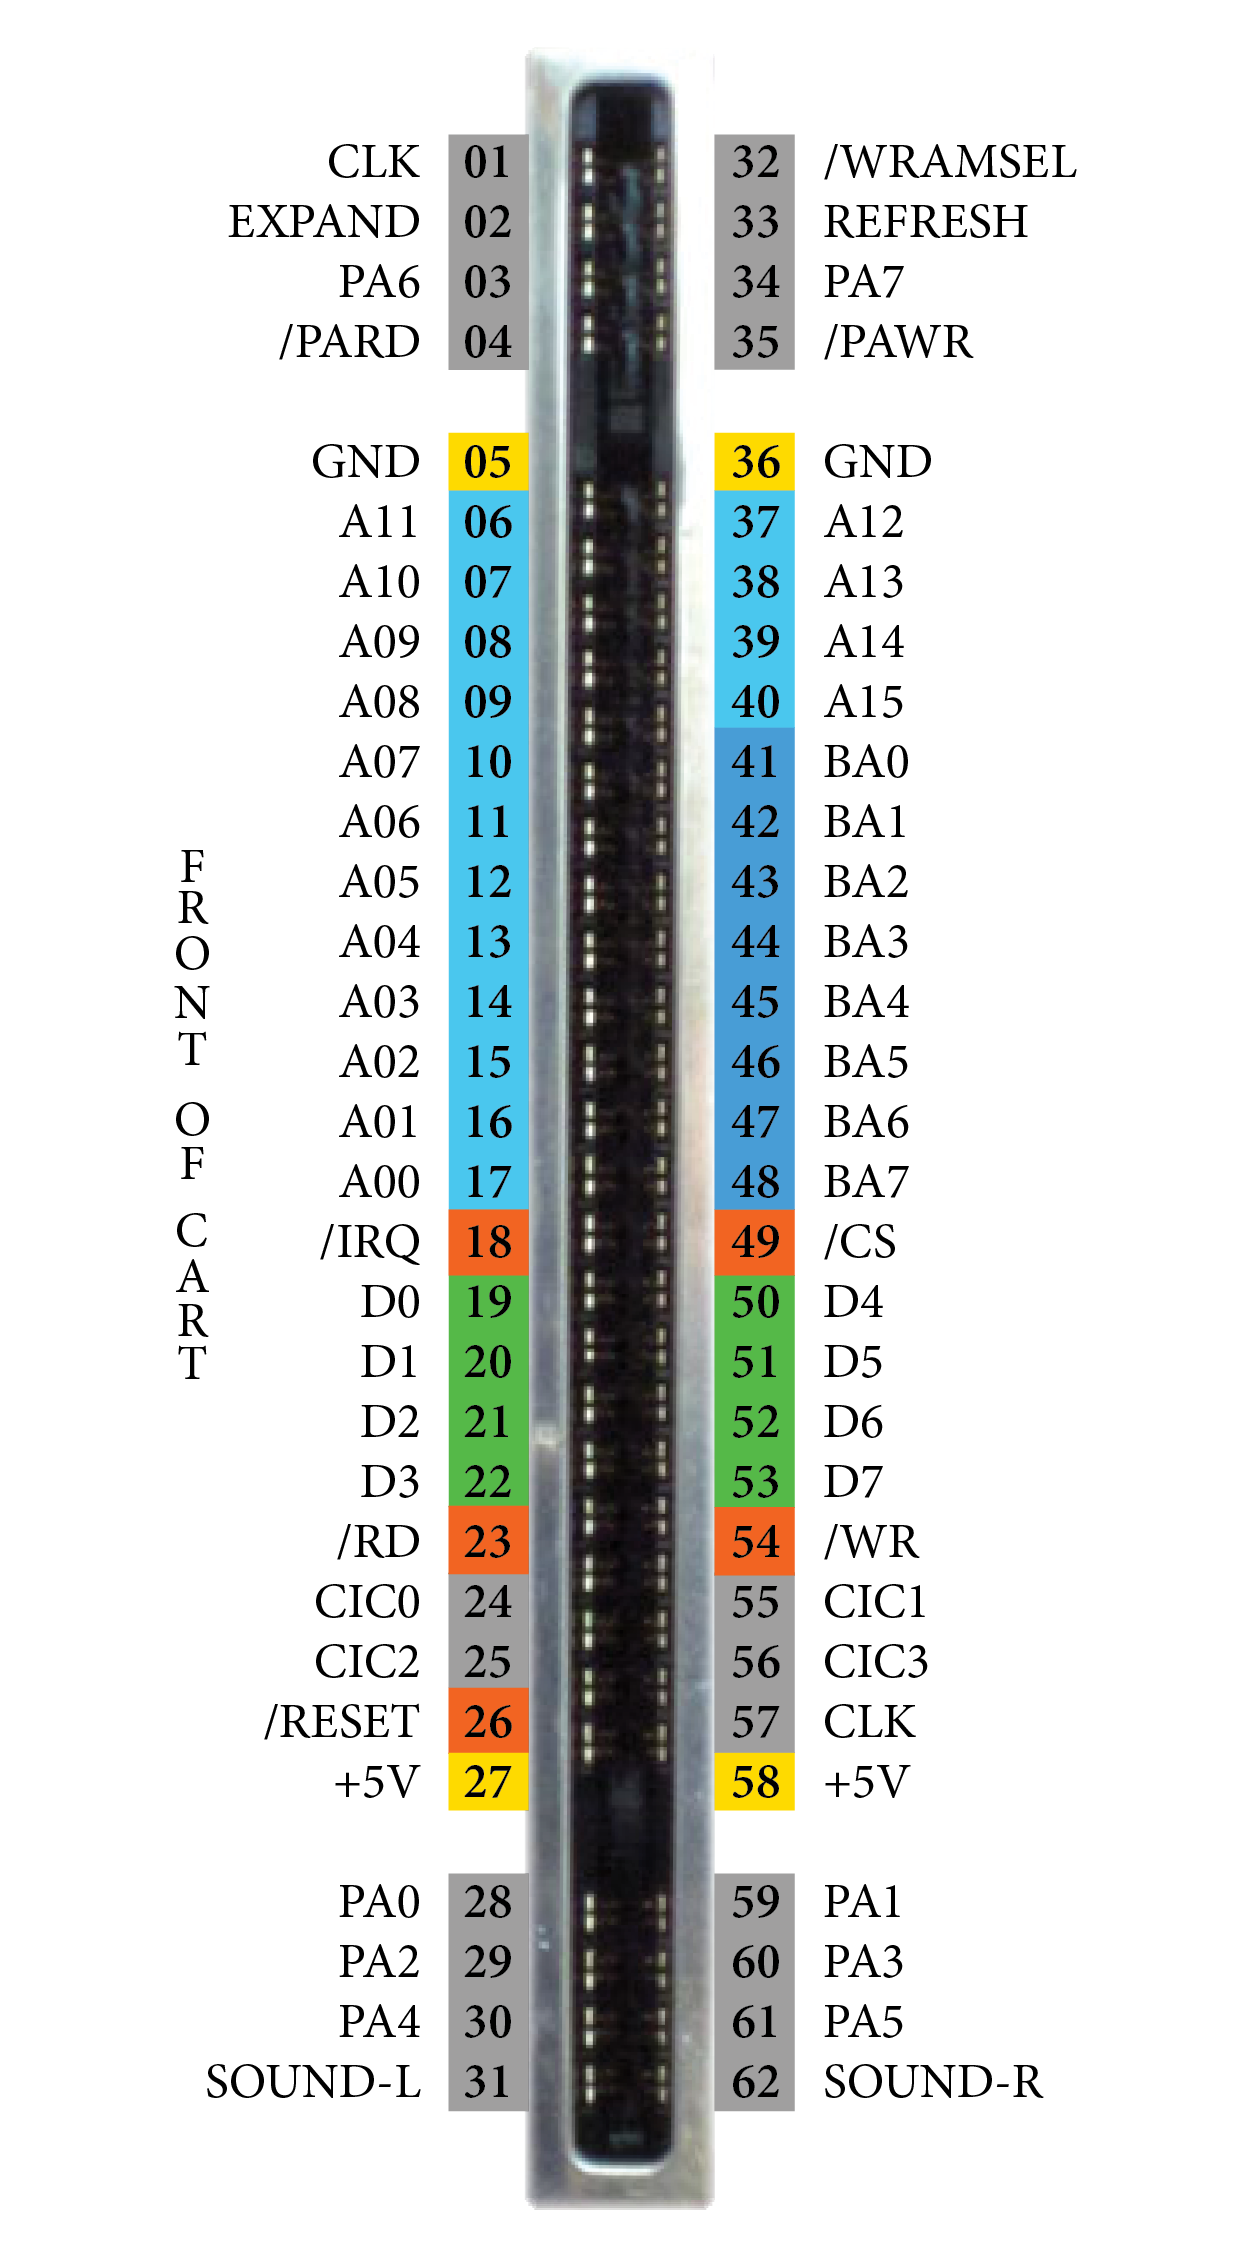 CLK 01 32 /WRAMSEL
EXPAND 02 33 REFRESH
PA6 03 34 PA7
/PARD 04 35 /PAWR
GND 05 36 GND
A11 06 37 A12
A10 07 38 A13
A09 08 39 A14
A08 09 40 A15
A07 10 41 BA0
A06 11 42 BA1
A05 12 43 BA2
A04 13 44 BA3
A03 14 45 BA4
A02 15 46 BA5
A01 16 47 BA6
A00 17 48 BA7
/IRQ 18 49 /CS
D0 19 50 D4
D1 20 51 D5
D2 21 52 D6
D3 22 53 D7
/RD 23 54 /WR
CIC0 24 55 CIC1
CIC2 25 56 CIC3
/RESET 26 57 CLK
+5V 27 58 +5V
PA0 28 59 PA1
PA2 29 60 PA3
PA4 30 61 PA5
SOUND-L 31 62 SOUND-R
FRONT OF CART